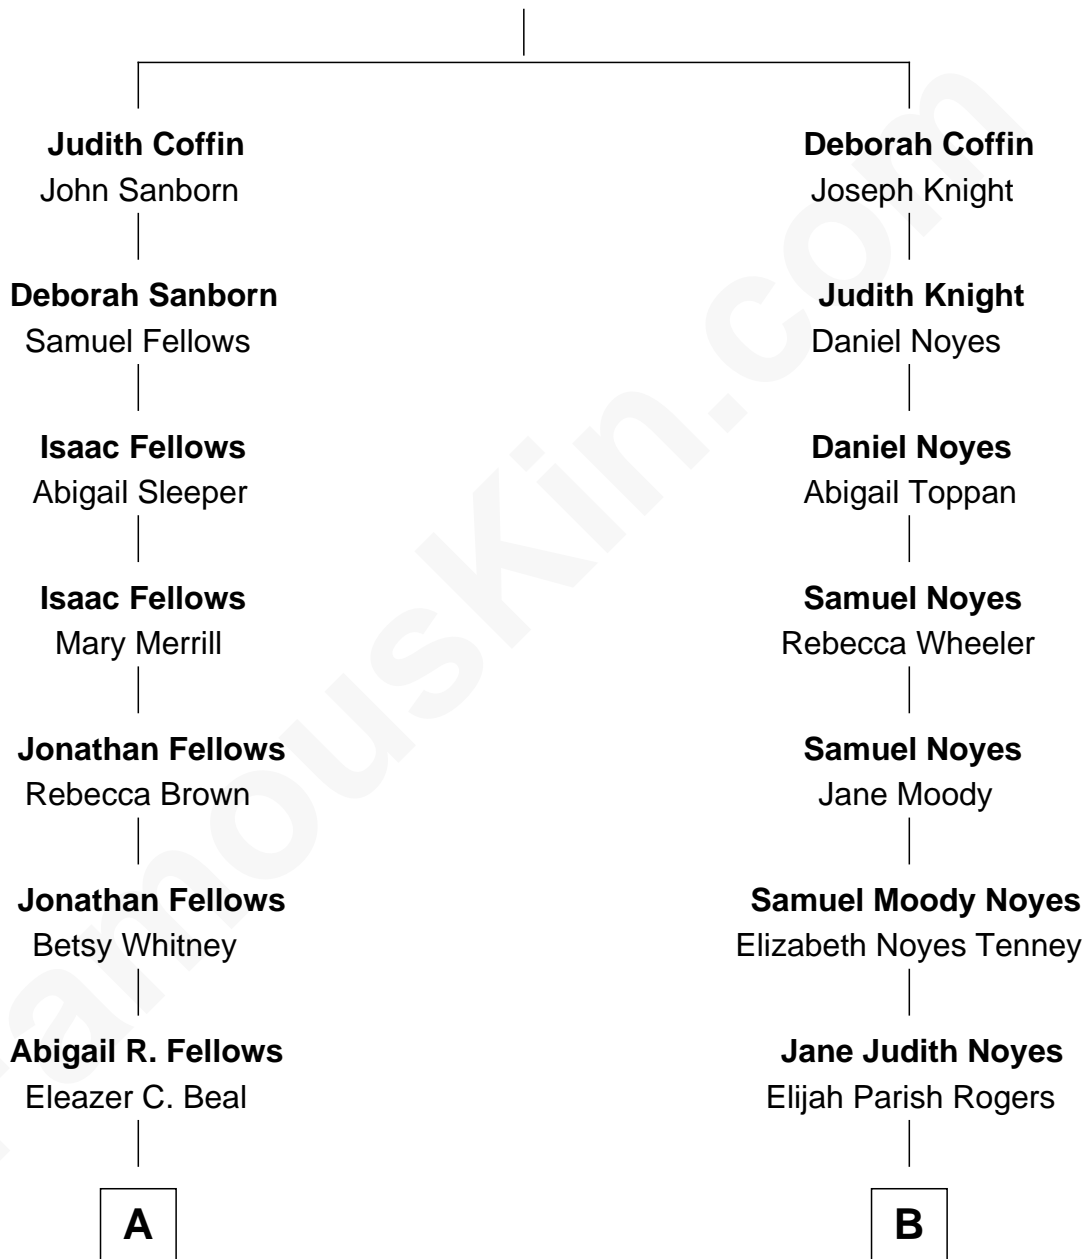 Judith Coffin
John Sanborn
Deborah Sanborn
Samuel Fellows
Isaac Fellows
Abigail Sleeper
Isaac Fellows
Mary Merrill
Jonathan Fellows
Rebecca Brown
Jonathan Fellows
Betsy Whitney
Abigail R. Fellows
Eleazer C. Beal
A
Deborah Coffin
Joseph Knight
Judith Knight
Daniel Noyes
Daniel Noyes
Abigail Toppan
Samuel Noyes
Rebecca Wheeler
Samuel Noyes
Jane Moody
Samuel Moody Noyes
Elizabeth Noyes Tenney
Jane Judith Noyes
Elijah Parish Rogers
B
FamousKin.com